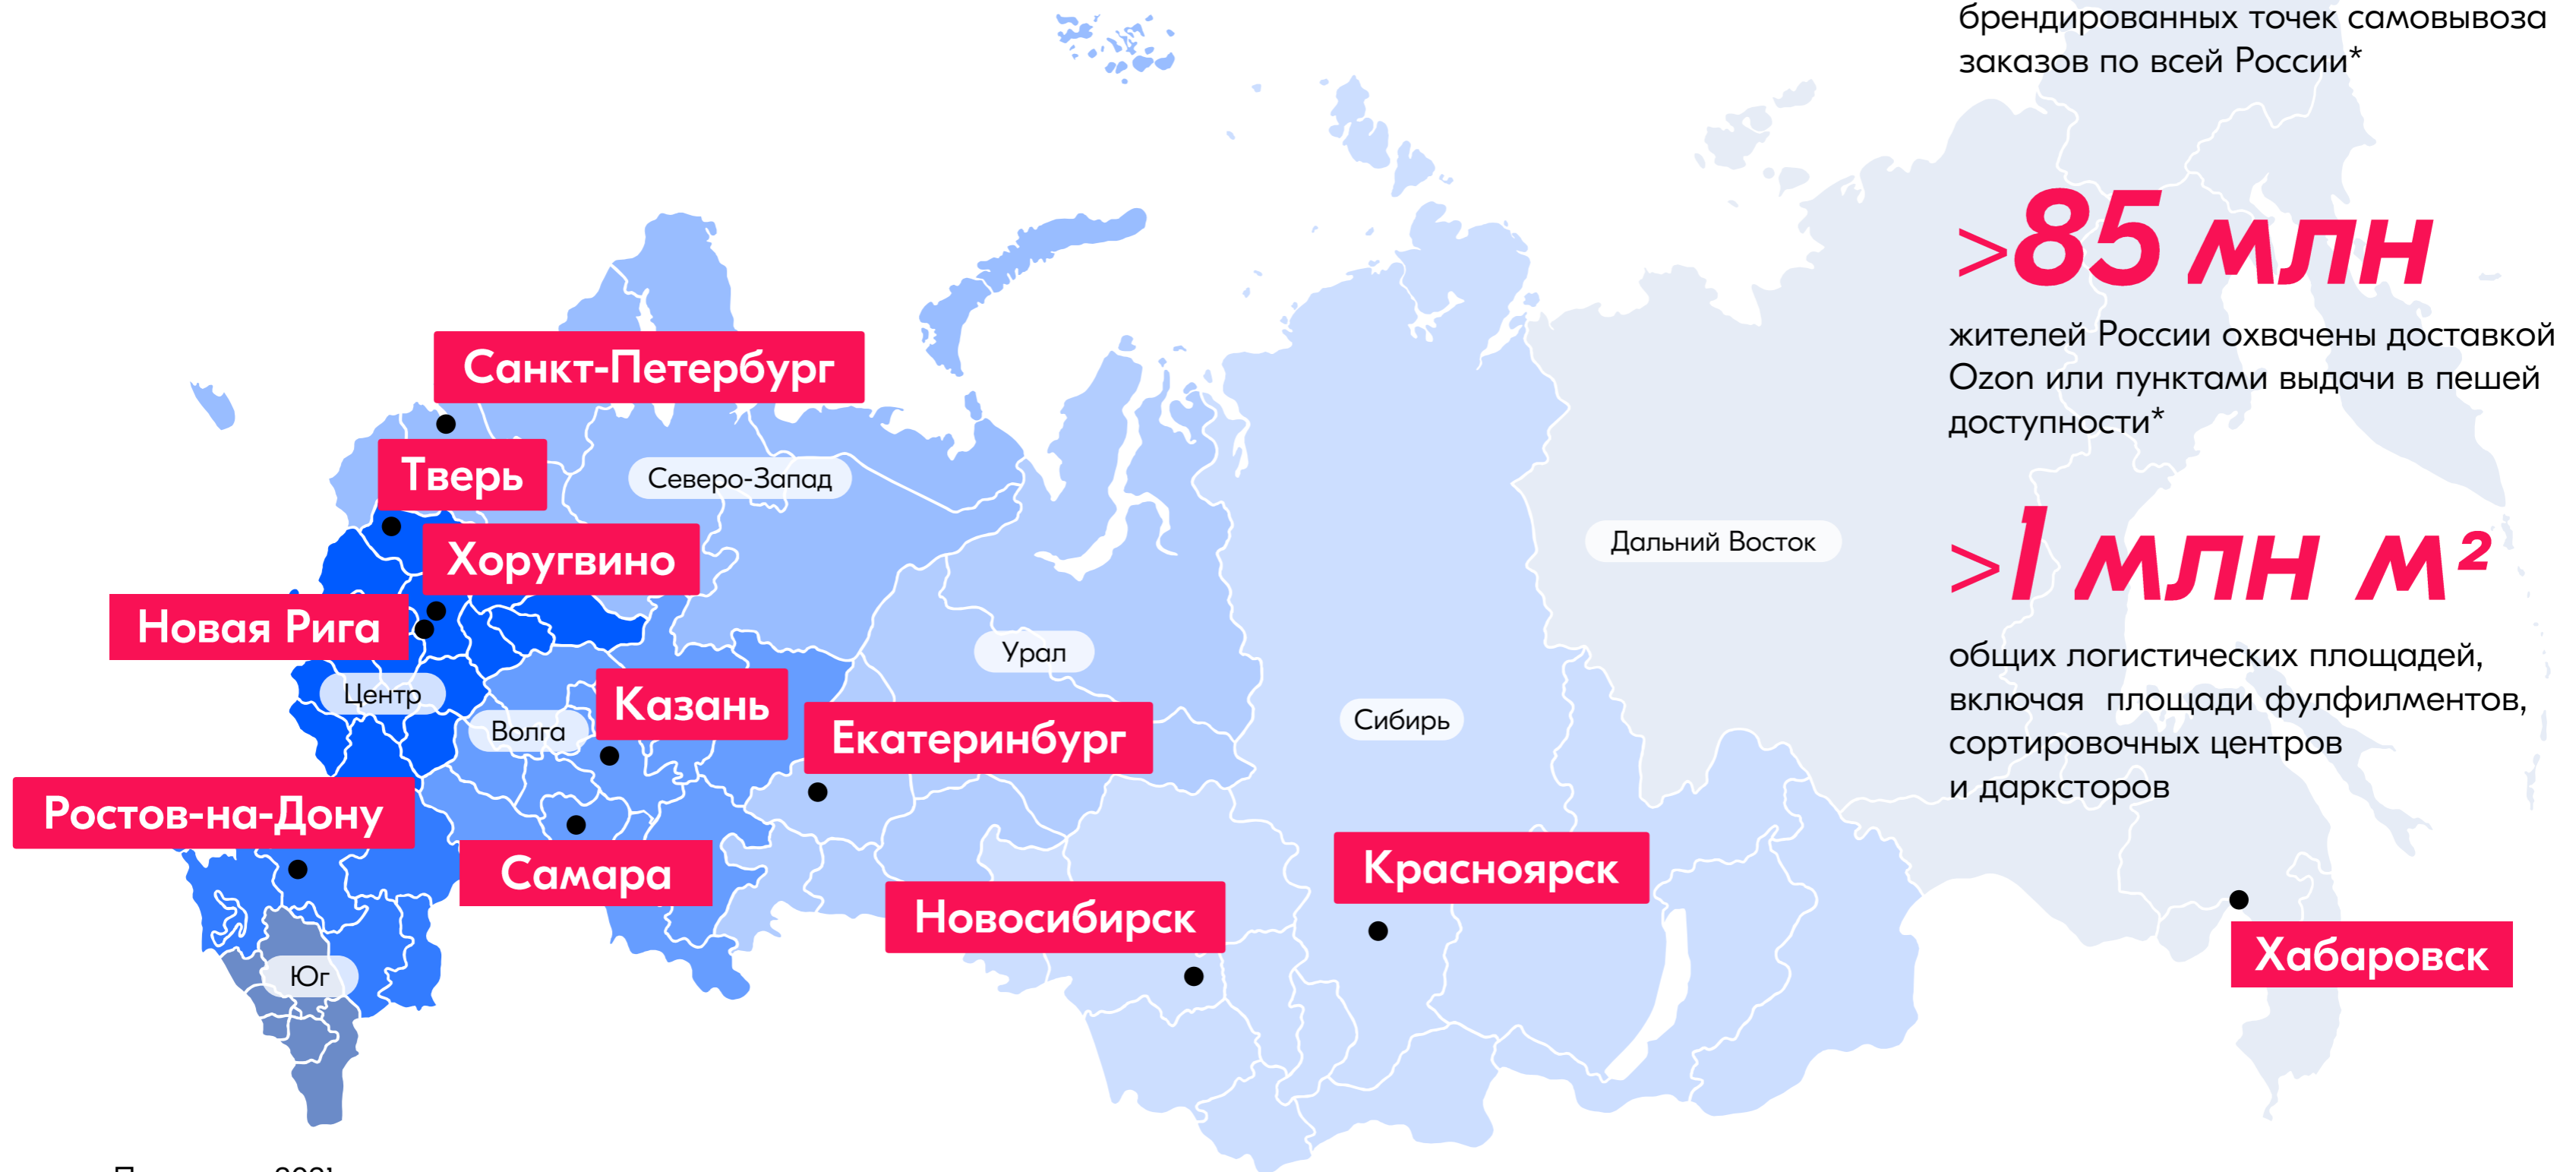 брендированных точек самовывоза
заказов по всей России*
>85 млн
жителей России охвачены доставкой
Ozon или пунктами выдачи в пешей
доступности*
>1 млн м²
общих логистических площадей,
включая площади фулфилментов,
сортировочных центров
и даркcторов
Санкт-Петербург
Тверь
Северо-Запад
Хоругвино
Дальний Восток
Новая Рига
Урал
Центр
Казань
Волга
Сибирь
Екатеринбург
Ростов-на-Дону
Самара
Красноярск
Новосибирск
Хабаровск
Юг